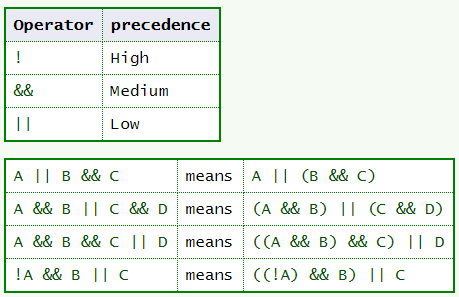 Operator precedence
! High
&& Medium
|| Low
A || B && C means A || (B && C)
A && B || C && D means (A && B) || (C && D)
A && B && C || D means ((A && B) && C) || D
!A && B || C means ((!A) && B) || C